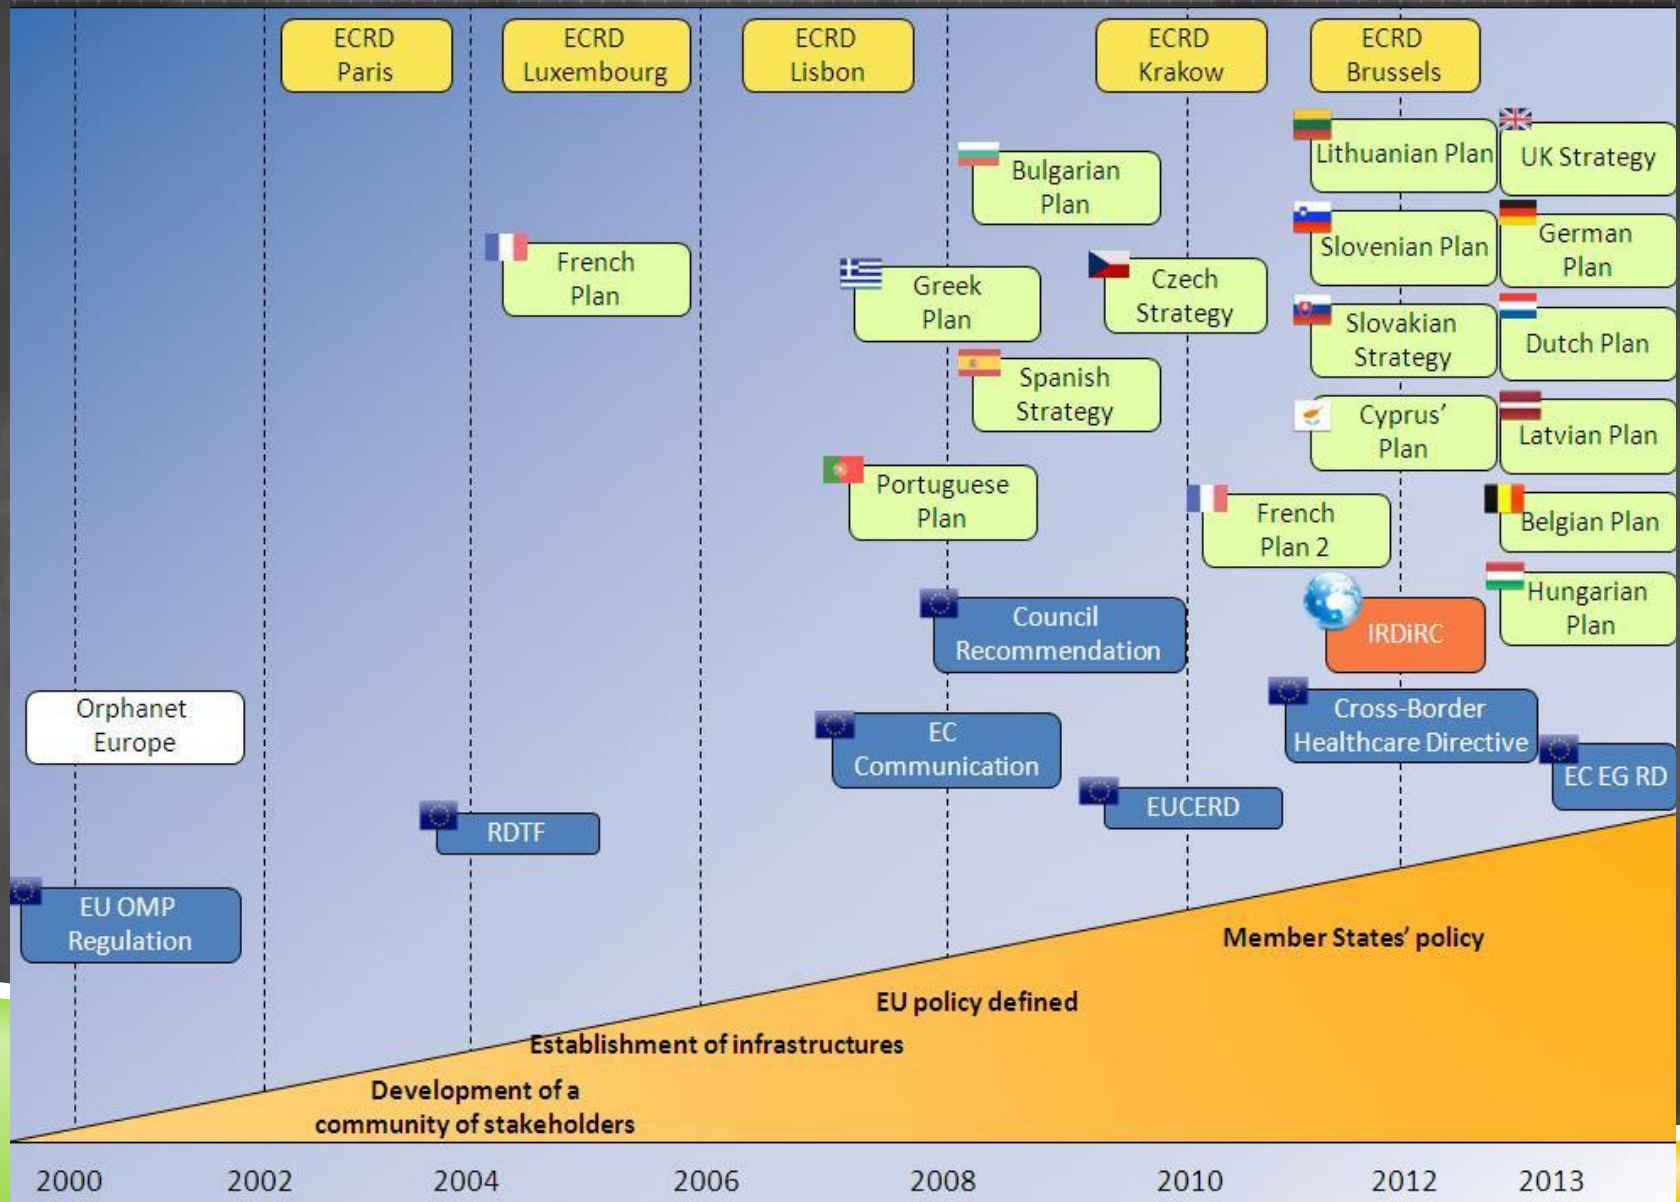 ECRD
Paris
ECRD
Luxembourg
ECRD
Lisbon
ECRD
Krakow
ECRD
Brussels
Lithuanian Plan
UK Strategy
Bulgarian
Plan
Slovenian Plan
German
Plan
French
Plan
Greek
Plan
Czech
Strategy
Slovakian
Strategy
Dutch Plan
Spanish
Strategy
Cyprus’
Plan
Latvian Plan
Portuguese
Plan
French
Plan 2
Belgian Plan
Hungarian
Plan
Council
Recommendation
IRDiRC
Orphanet
Europe
EC
Communication
Cross-Border
Healthcare Directive
EC EG RD
EUCERD
RDTF
EU OMP
Regulation
Member States’ policy
EU policy defined
Establishment of infrastructures
Development of a
community of stakeholders
2000 2002 2004 2006 2008 2010 2012 2013